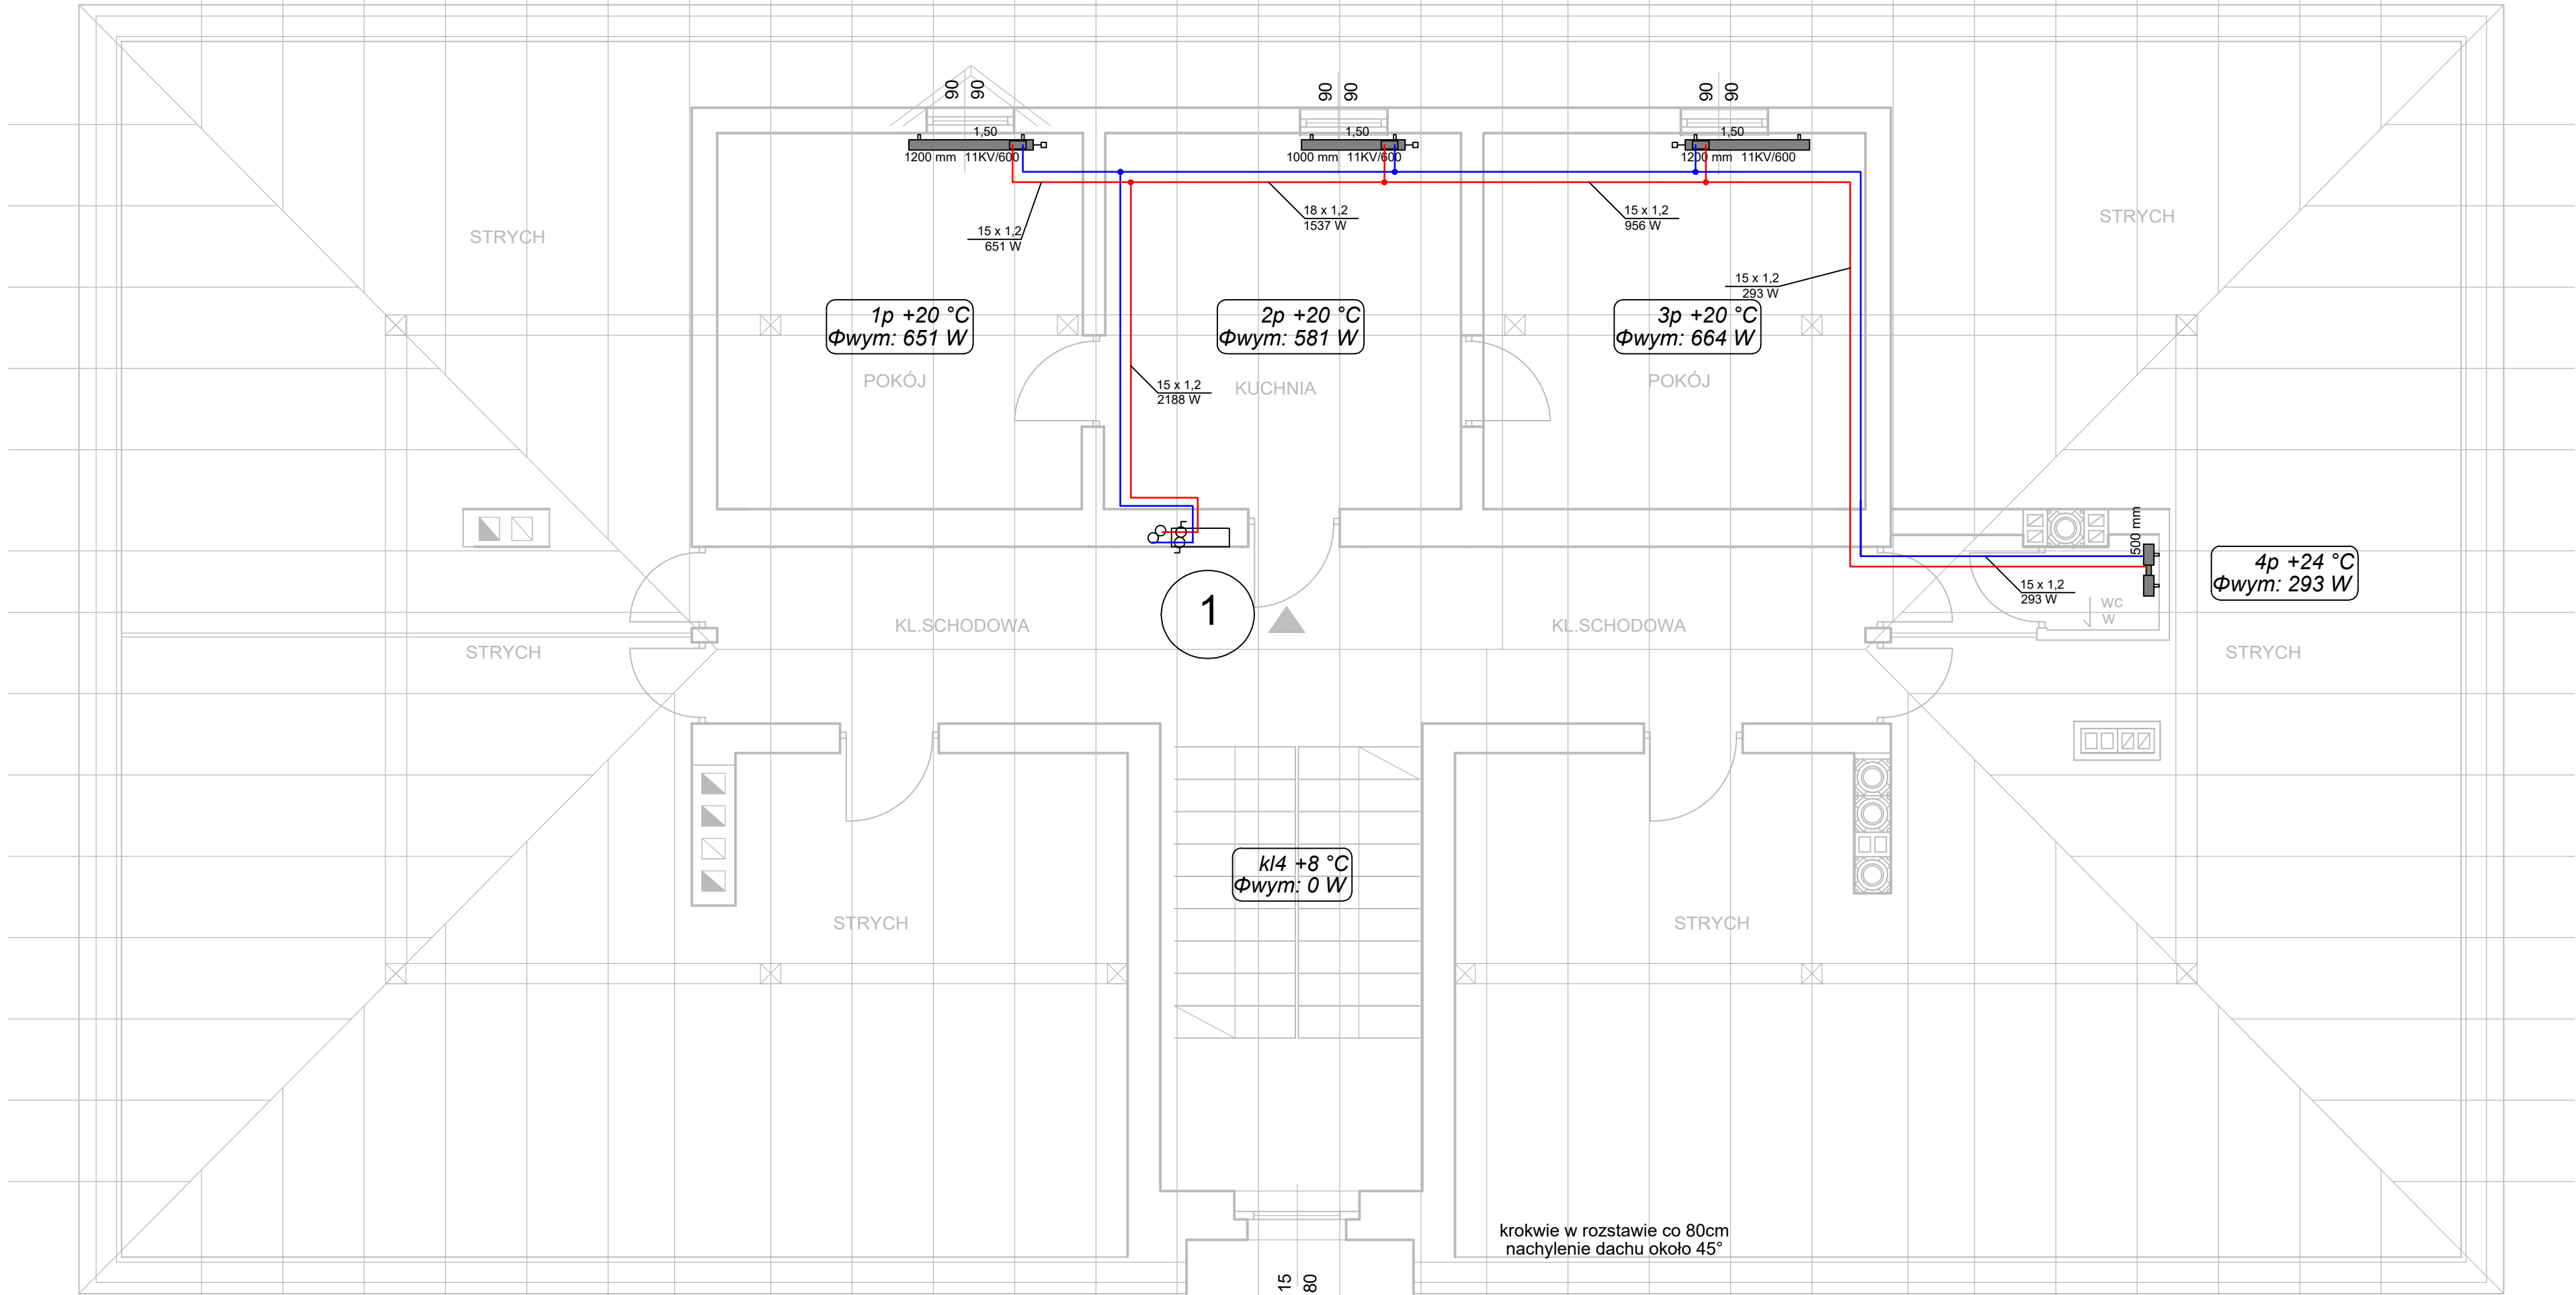 90
90
90
90
90
90
1,50
1200 mm 11KV/600
1,50
1000 mm 11KV/600
1,50
1200 mm 11KV/600
STRYCH
STRYCH
15 x 1,2
651 W
18 x 1,2
1537 W
15 x 1,2
956 W
15 x 1,2
293 W
1p +20 °C
Φwym: 651 W
2p +20 °C
Φwym: 581 W
3p +20 °C
Φwym: 664 W
POKÓJ
15 x 1,2
2188 W
KUCHNIA
POKÓJ
500 mm
4p +24 °C
Φwym: 293 W
15 x 1,2
293 W
WC
W
1
KL.SCHODOWA
KL.SCHODOWA
STRYCH
STRYCH
kl4 +8 °C
Φwym: 0 W
STRYCH
STRYCH
krokwie w rozstawie co 80cm
nachylenie dachu około 45°
15
80